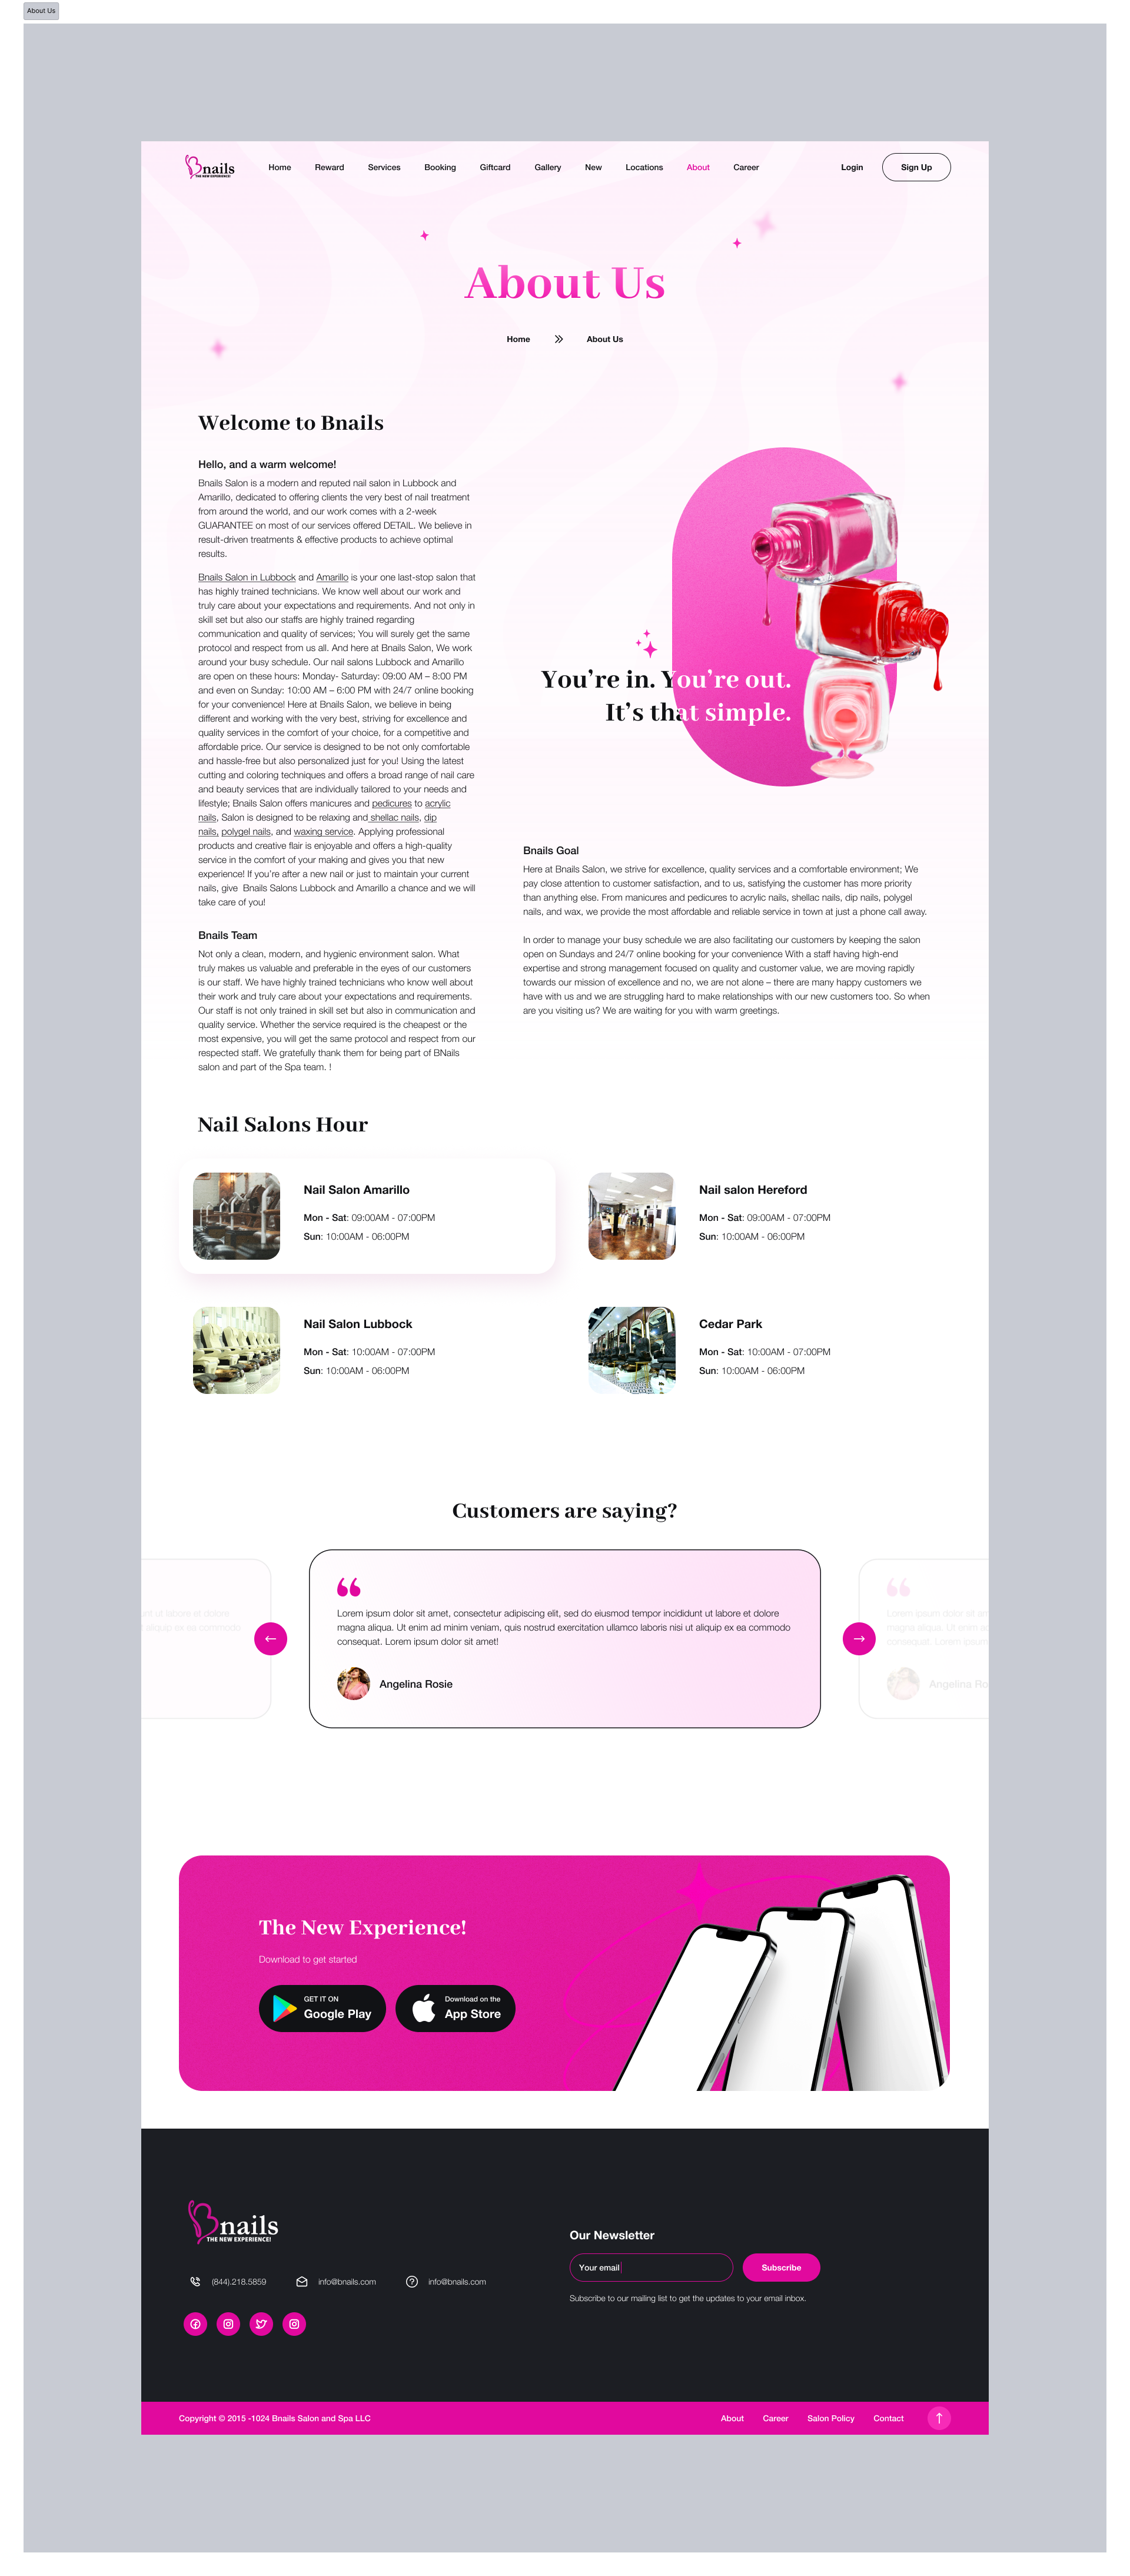 About Us
Bnails
THE NEW EXPERIENCE!
Home Reward Services Booking Giftcard Gallery New Locations About Career Login Sign Up
About Us
Home About Us
Welcome to Bnails
Hello, and a warm welcome!
Bnails Salon is a modern and reputed nail salon in Lubbock and
Amarillo, dedicated to offering clients the very best of nail treatment
from around the world, and our work comes with a 2-week
GUARANTEE on most of our services offered DETAIL. We believe in
result-driven treatments & effective products to achieve optimal
results.
Bnails Salon in Lubbock and Amarillo is your one last-stop salon that
has highly trained technicians. We know well about our work and
truly care about your expectations and requirements. And not only in
skill set but also our staffs are highly trained regarding
communication and quality of services; You will surely get the same
protocol and respect from us all. And here at Bnails Salon, We work
around your busy schedule. Our nail salons Lubbock and Amarillo
are open on these hours: Monday- Saturday: 09:00 AM – 8:00 PM
and even on Sunday: 10:00 AM – 6:00 PM with 24/7 online booking
for your convenience! Here at Bnails Salon, we believe in being
different and working with the very best, striving for excellence and
quality services in the comfort of your choice, for a competitive and
affordable price. Our service is designed to be not only comfortable
and hassle-free but also personalized just for you! Using the latest
cutting and coloring techniques and offers a broad range of nail care
and beauty services that are individually tailored to your needs and
lifestyle; Bnails Salon offers manicures and pedicures to acrylic
nails, Salon is designed to be relaxing and shellac nails, dip
nails, polygel nails, and waxing service. Applying professional
products and creative flair is enjoyable and offers a high-quality
service in the comfort of your making and gives you that new
experience! If you're after a new nail or just to maintain your current
nails, give Bnails Salons Lubbock and Amarillo a chance and we will
take care of you!
Bnails Team
Not only a clean, modern, and hygienic environment salon. What
truly makes us valuable and preferable in the eyes of our customers
is our staff. We have highly trained technicians who know well about
their work and truly care about your expectations and requirements.
Our staff is not only trained in skill set but also in communication and
quality service. Whether the service required is the cheapest or the
most expensive, you will get the same protocol and respect from our
respected staff. We gratefully thank them for being part of BNails
salon and part of the Spa team. !
You're in. You're out.
It's that simple.
Bnails Goal
Here at Bnails Salon, we strive for excellence, quality services and a comfortable environment; We
pay close attention to customer satisfaction, and to us, satisfying the customer has more priority
than anything else. From manicures and pedicures to acrylic nails, shellac nails, dip nails, polygel
nails, and wax, we provide the most affordable and reliable service in town at just a phone call away.
In order to manage your busy schedule we are also facilitating our customers by keeping the salon
open on Sundays and 24/7 online booking for your convenience With a staff having high-end
expertise and strong management focused on quality and customer value, we are moving rapidly
towards our mission of excellence and no, we are not alone – there are many happy customers we
have with us and we are struggling hard to make relationships with our new customers too. So when
are you visiting us? We are waiting for you with warm greetings.
Nail Salons Hour
Nail Salon Amarillo
Mon - Sat: 09:00AM - 07:00PM
Sun: 10:00AM - 06:00PM
Nail salon Hereford
Mon - Sat: 09:00AM - 07:00PM
Sun: 10:00AM - 06:00PM
Nail Salon Lubbock
Mon - Sat: 10:00AM - 07:00PM
Sun: 10:00AM - 06:00PM
Cedar Park
Mon - Sat: 10:00AM - 07:00PM
Sun: 10:00AM - 06:00PM
Customers are saying?
ut labore et dolore
aliquip ex ea commodo
Lorem ipsum dolor sit amet, consectetur adipiscing elit, sed do eiusmod tempor incididunt ut labore et dolore
magna aliqua. Ut enim ad minim veniam, quis nostrud exercitation ullamco laboris nisi ut aliquip ex ea commodo
consequat. Lorem ipsum dolor sit amet!
Angelina Rosie
Lorem ipsum dolor sit
magna aliqua. Ut enim
consequat. Lorem
Angelina
The New Experience!
Download to get started
GET IT ON
Google Play
Download on the
App Store
Bnails
THE NEW EXPERIENCE!
(844).218.5859 info@bnails.com info@bnails.com
Our Newsletter
Your email
Subscribe
Subscribe to our mailing list to get the updates to your email inbox.
Copyright © 2015 -1024 Bnails Salon and Spa LLC
About Career Salon Policy Contact